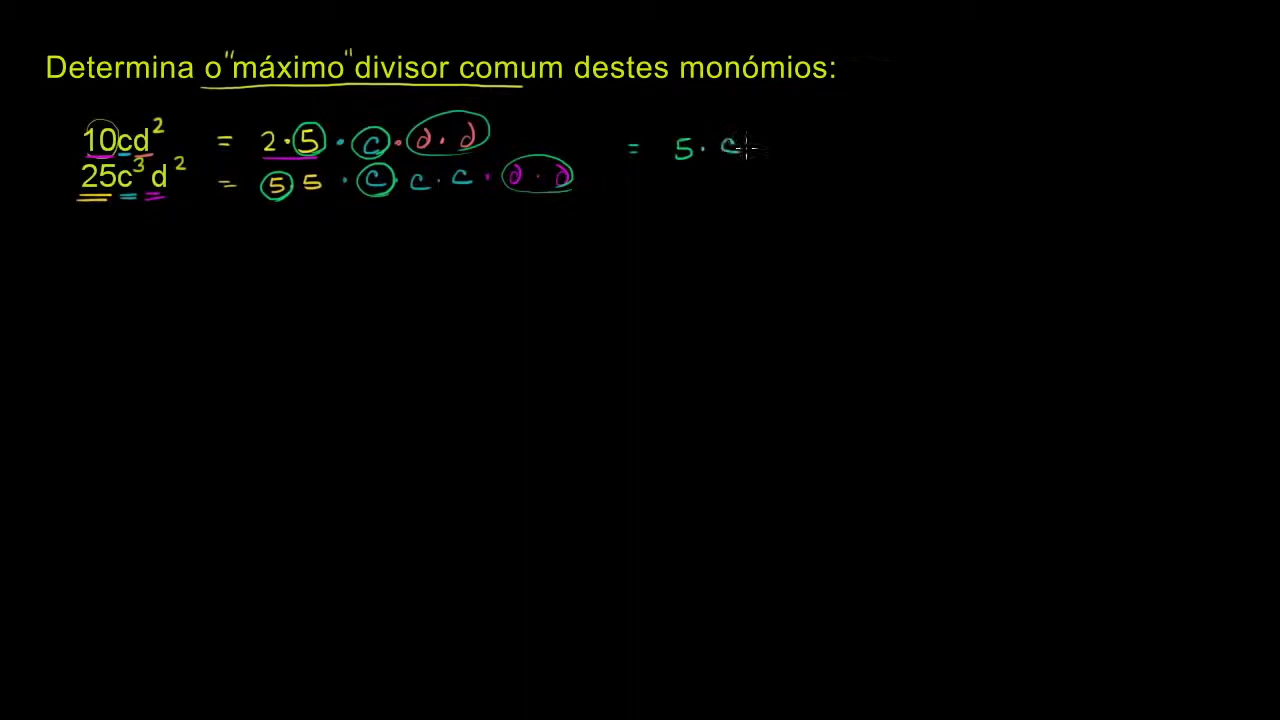 Determina o "máximo" divisor comum destes monómios:
10cd² = 2 · 5 · c · d · d = 5 · c
25c³d² = 5 5 · c · c · c · d · d